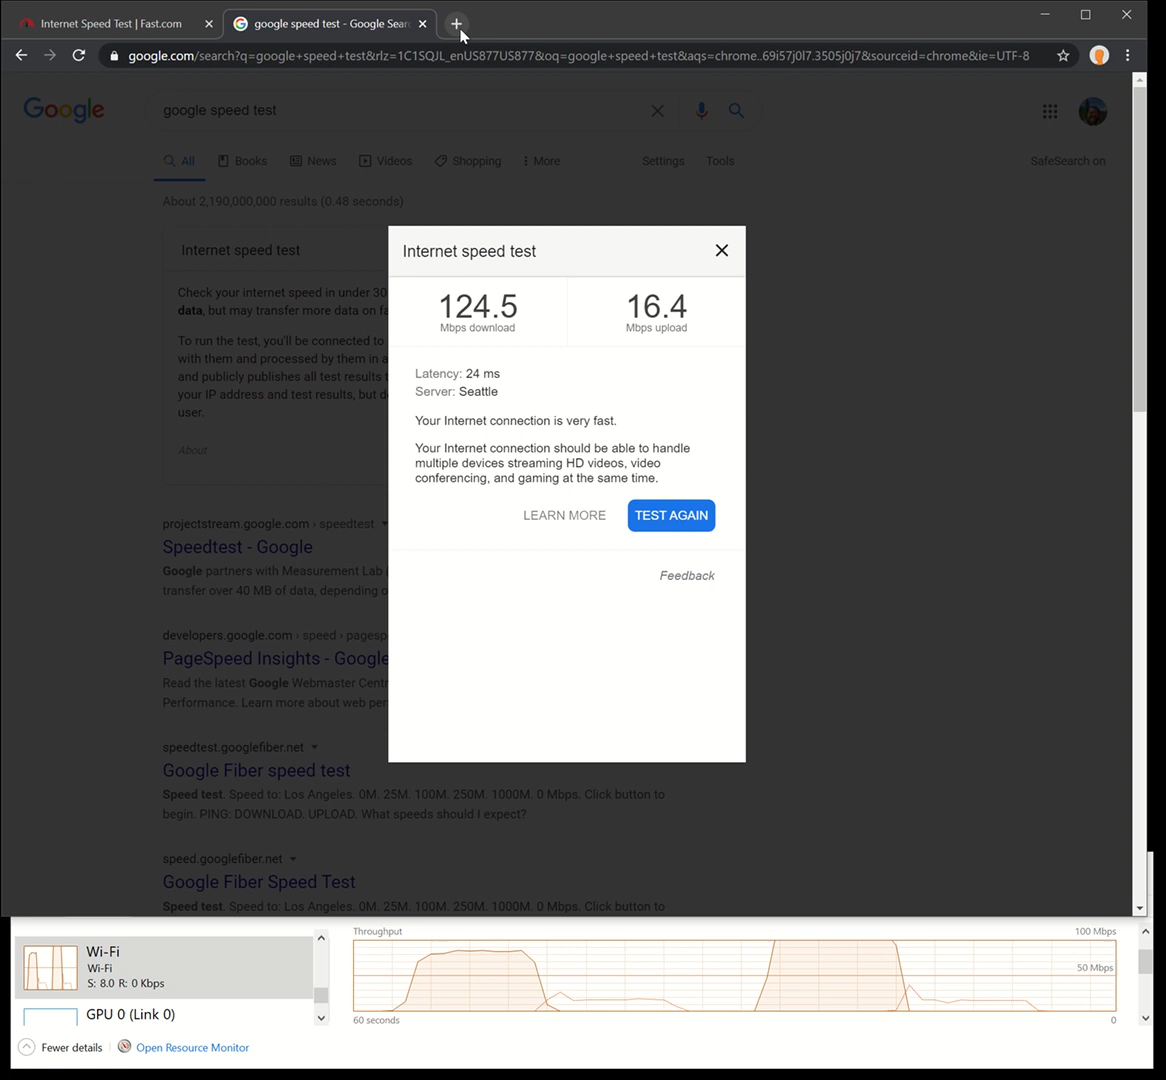 Internet Speed Test | Fast.com
google speed test - Google Sear
google.com/search?q=google+speed+test&rlz=1C1SQJL_enUS877US877&oq=google+speed+test&aqs=chrome..69i57j0l7.3505j0j7&sourceid=chrome&ie=UTF-8
Google
google speed test
All
Books
News
Videos
Shopping
More
Settings
Tools
SafeSearch on
About 2,190,000,000 results (0.48 seconds)
Internet speed test
Check your internet speed in under 30
data, but may transfer more data on fa
To run the test, you'll be connected to
with them and processed by them in a
and publicly publishes all test results t
your IP address and test results, but d
user.
About
Internet speed test
124.5
Mbps download
16.4
Mbps upload
Latency: 24 ms
Server: Seattle
Your Internet connection is very fast.
Your Internet connection should be able to handle
multiple devices streaming HD videos, video
conferencing, and gaming at the same time.
LEARN MORE
TEST AGAIN
Feedback
projectstream.google.com › speedtest
Speedtest - Google
Google partners with Measurement Lab
transfer over 40 MB of data, depending o
developers.google.com › speed › pagesp
PageSpeed Insights - Google
Read the latest Google Webmaster Centr
Performance. Learn more about web per
speedtest.googlefiber.net
Google Fiber speed test
Speed test. Speed to: Los Angeles. 0M. 25M. 100M. 250M. 1000M. 0 Mbps. Click button to
begin. PING: DOWNLOAD. UPLOAD. What speeds should I expect?
speed.googlefiber.net
Google Fiber Speed Test
Speed test. Speed to: Los Angeles. 0M. 25M. 100M. 250M. 1000M. 0 Mbps. Click button to
Wi-Fi
Wi-Fi
S: 8.0 R: 0 Kbps
GPU 0 (Link 0)
Throughput
100 Mbps
50 Mbps
60 seconds
0
Fewer details
Open Resource Monitor